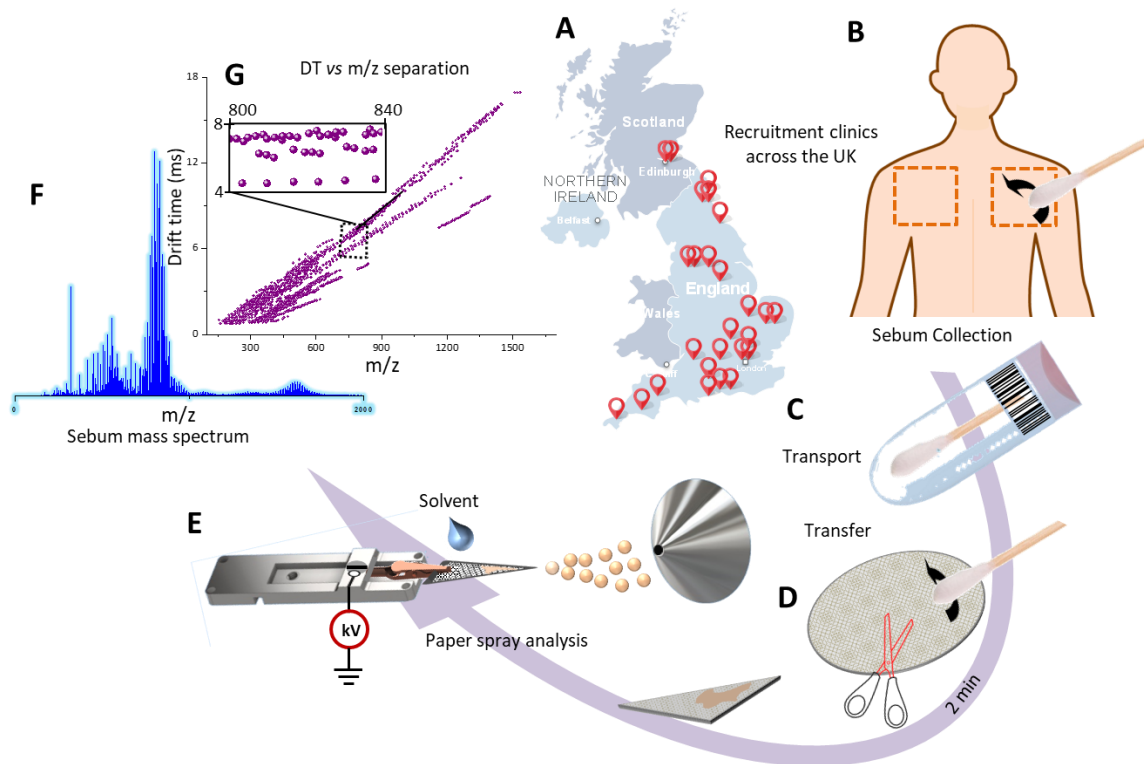 A
B
G
DT vs m/z separation
18
800
840
8
4
12
6
0
Drift time (ms)
300
600
900
1200
1500
m/z
F
0
2000
m/z
Sebum mass spectrum
Scotland
Edinburgh
NORTHERN
IRELAND
Belfast
England
Wales
London
Recruitment clinics
across the UK
Sebum Collection
C
Transport
Transfer
D
E
Solvent
kV
Paper spray analysis
2 min